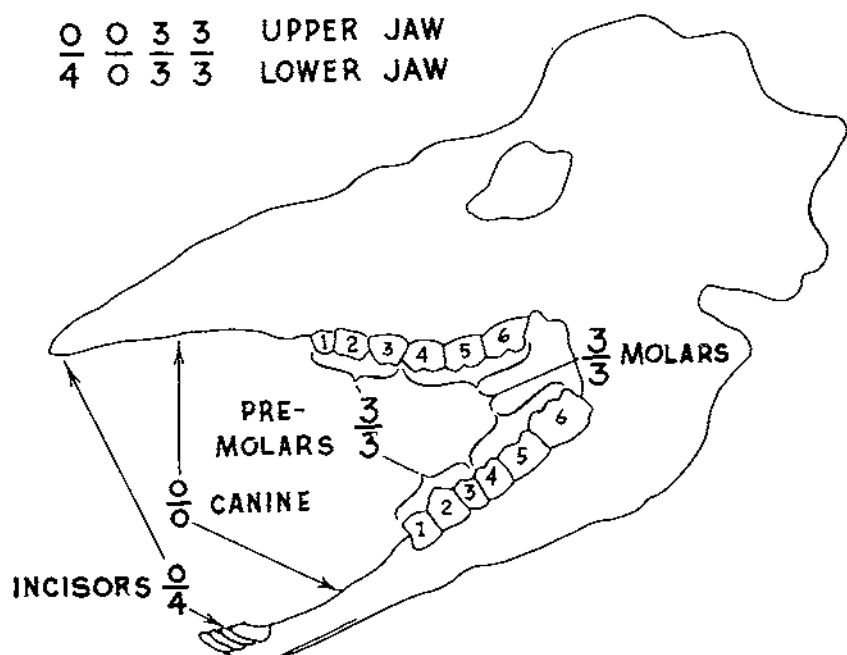 0 0 3 3 UPPER JAW
4 0 3 3 LOWER JAW
1 2 3 4 5 6
3/3 MOLARS
PRE-
MOLARS 3/3
6
5
4
3
2
1
0/0 CANINE
INCISORS 0/4